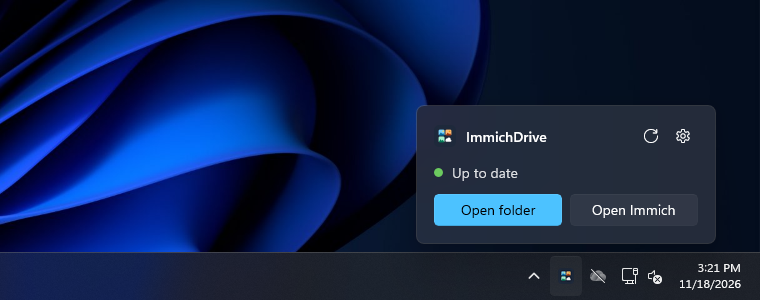 ImmichDrive
Up to date
Open folder
Open Immich
3:21 PM
11/18/2026